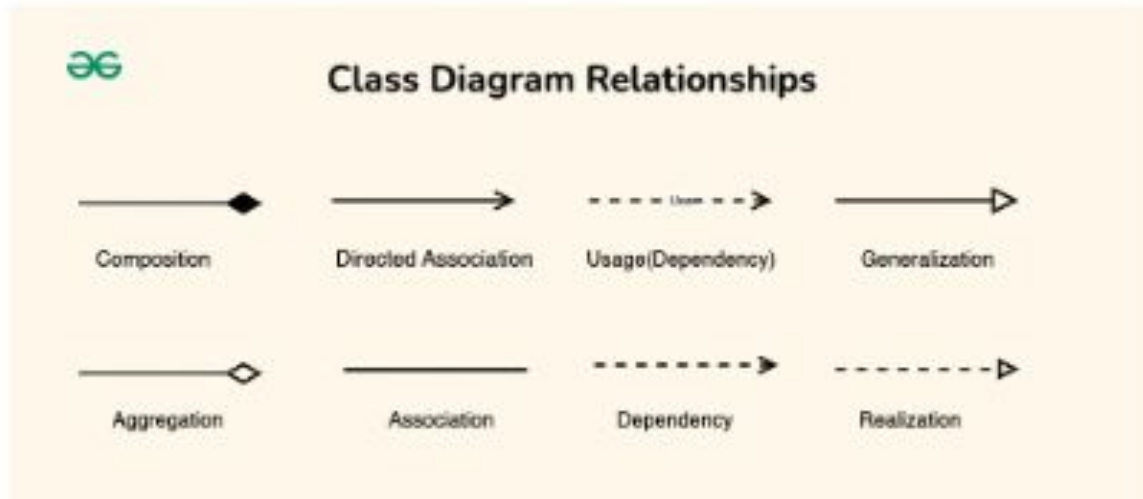 Class Diagram Relationships
Composition Directed Association Usage(Dependency) Generalization
Aggregation Association Dependency Realization